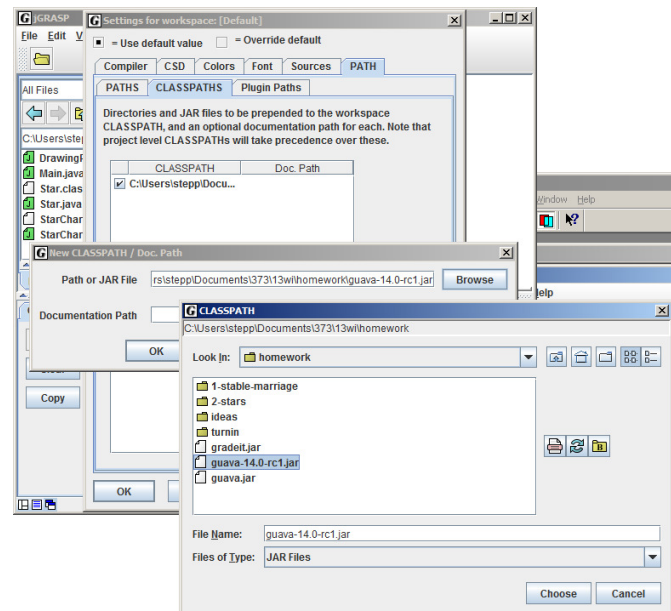 jGRASP
File Edit V
All Files
C:\Users\step
DrawingF
Main.java
Star.clas
Star.java
StarChar
StarChar
Copy
Settings for workspace: [Default]
= Use default value = Override default
Compiler CSD Colors Font Sources PATH
PATHS CLASSPATHS Plugin Paths
Directories and JAR files to be prepended to the workspace
CLASSPATH, and an optional documentation path for each. Note that
project level CLASSPATHs will take precedence over these.
CLASSPATH Doc. Path
C:\Users\stepp\Docu...
OK
Window Help
elp
New CLASSPATH / Doc. Path
Path or JAR File rs\stepp\Documents\373\13wi\homework\guava-14.0-rc1.jar Browse
Documentation Path
OK
CLASSPATH
C:\Users\stepp\Documents\373\13wi\homework
Look In: homework
1-stable-marriage
2-stars
ideas
turnin
gradeit.jar
guava-14.0-rc1.jar
guava.jar
File Name: guava-14.0-rc1.jar
Files of Type: JAR Files
Choose Cancel